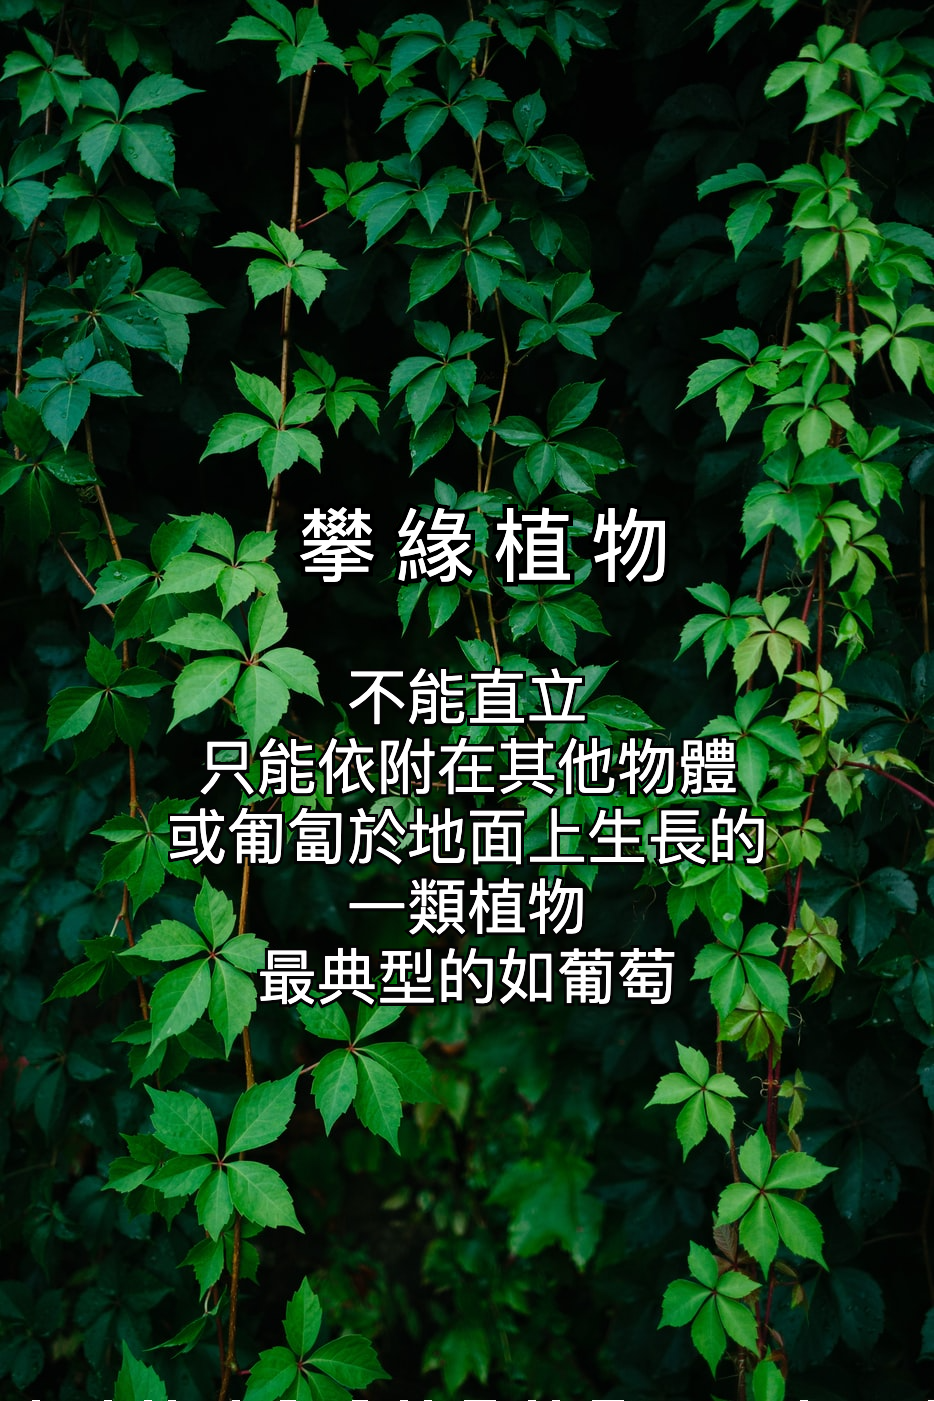 攀緣植物
不能直立
只能依附在其他物體
或匍匐於地面上生長的
一類植物
最典型的如葡萄